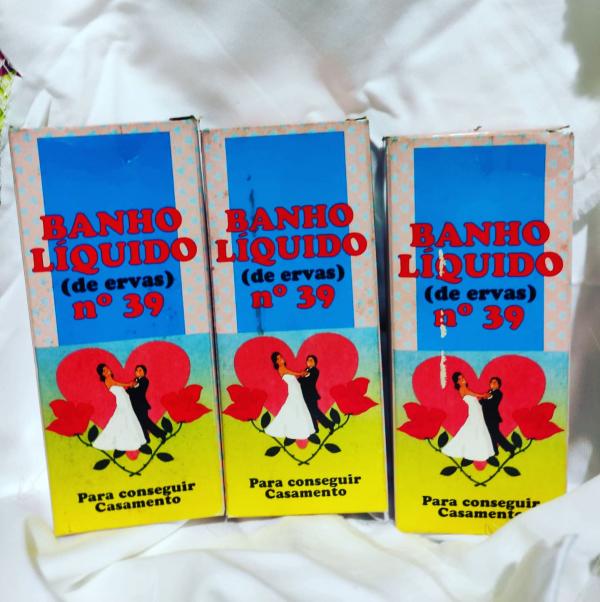 BANHO
LÍQUIDO
(de ervas)
nº 39
Para conseguir
Casamento
BANHO
LÍQUIDO
(de ervas)
nº 39
Para conseguir
Casamento
BANHO
LÍQUIDO
(de ervas)
nº 39
Para conseguir
Casamento